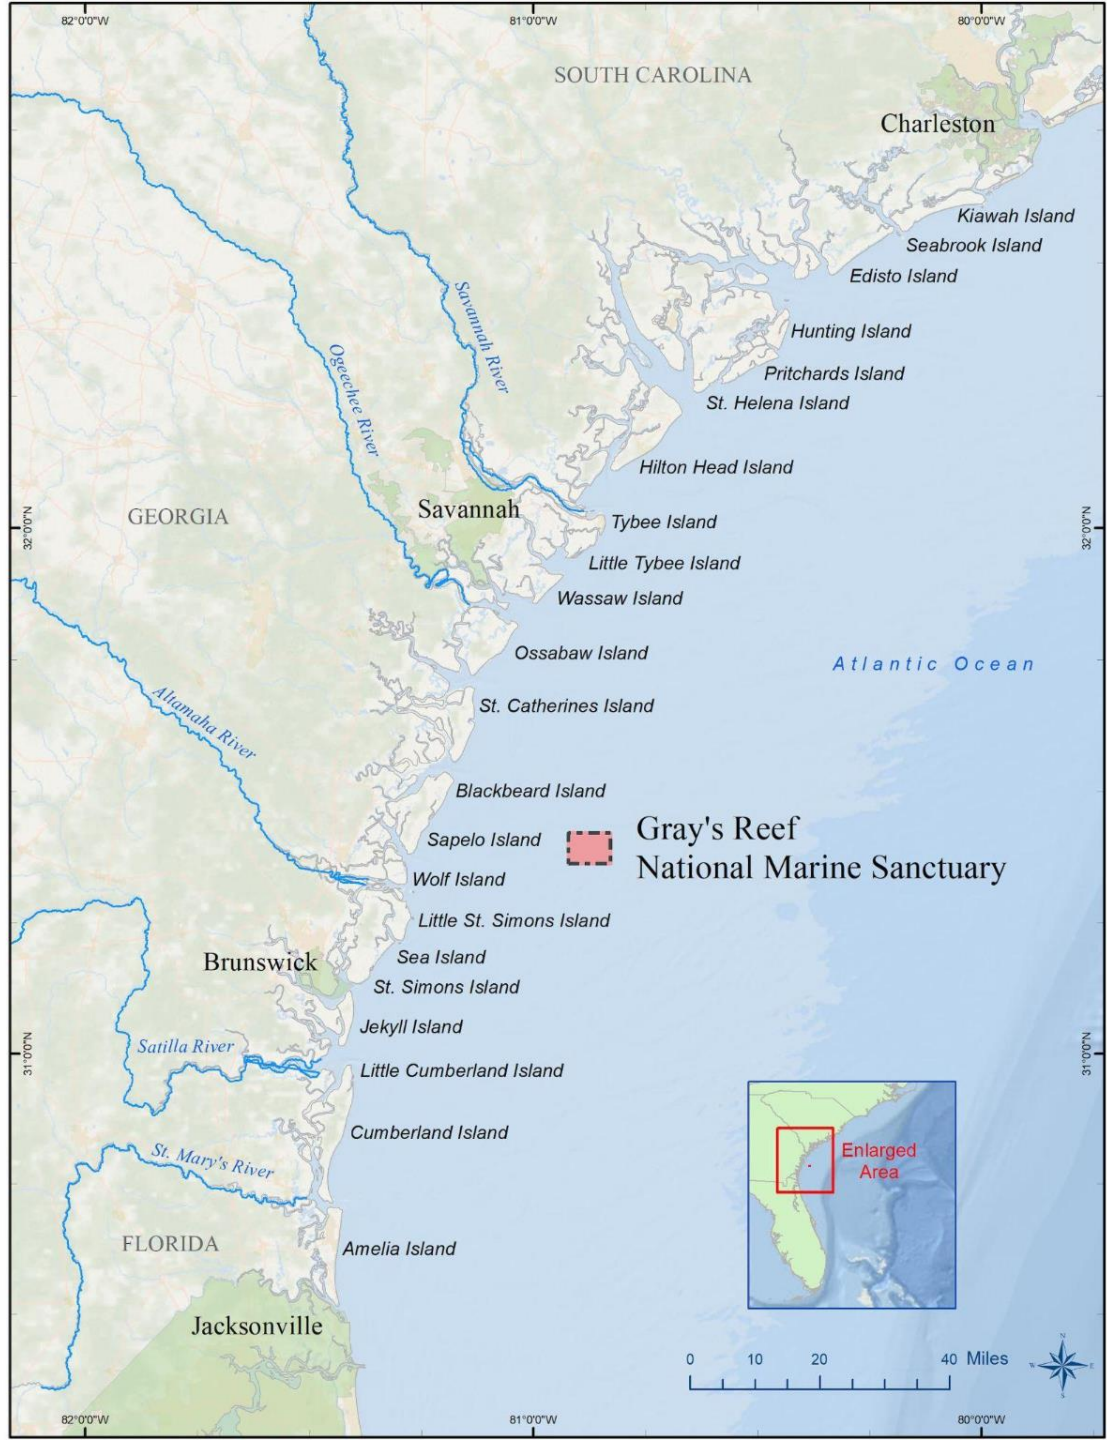 82°0'0"W
81°0'0"W
80°0'0"W
SOUTH CAROLINA
Charleston
Kiawah Island
Seabrook Island
Edisto Island
Savannah River
Hunting Island
Ogeechee River
Pritchards Island
St. Helena Island
Hilton Head Island
Savannah
GEORGIA
32°0'0"N
32°0'0"N
Tybee Island
Little Tybee Island
Wassaw Island
Ossabaw Island
Atlantic Ocean
St. Catherines Island
Altamaha River
Blackbeard Island
Sapelo Island
Gray's Reef
National Marine Sanctuary
Wolf Island
Little St. Simons Island
Sea Island
Brunswick
St. Simons Island
Jekyll Island
Satilla River
31°0'0"N
31°0'0"N
Little Cumberland Island
Cumberland Island
St. Mary's River
Enlarged
Area
FLORIDA
Amelia Island
Jacksonville
0 10 20 40 Miles
N
W E
S
82°0'0"W
81°0'0"W
80°0'0"W